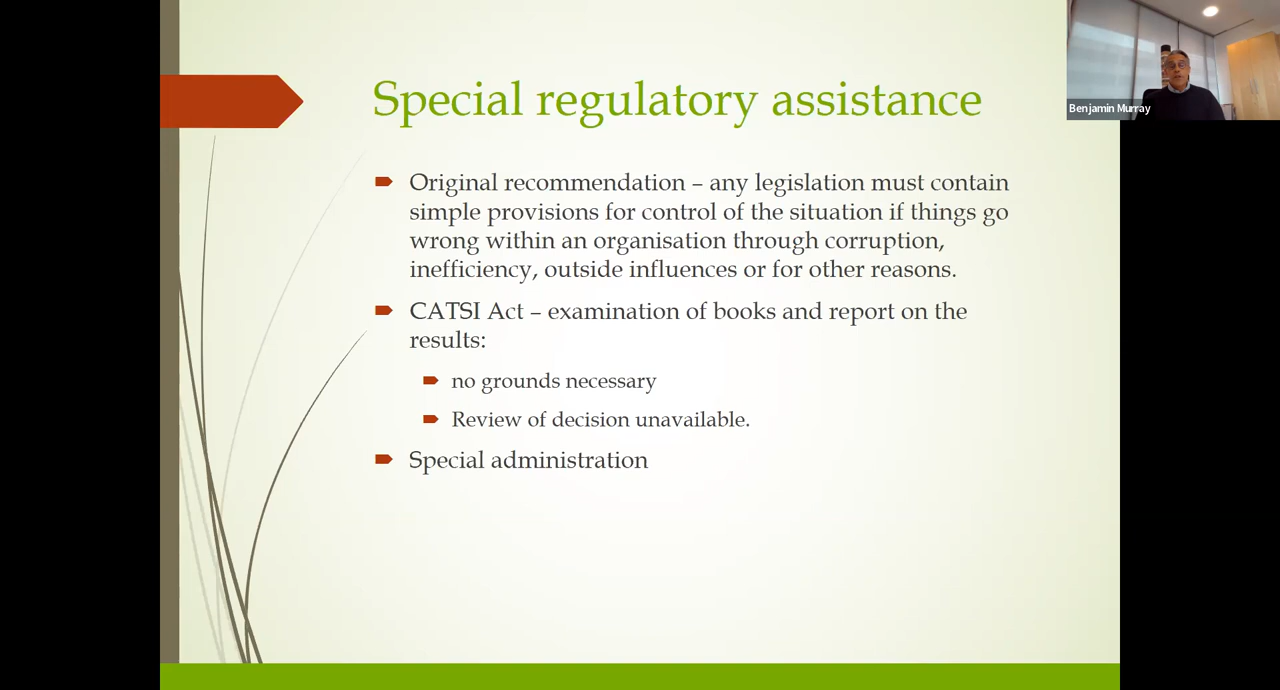 Special regulatory assistance
Benjamin Murray
Original recommendation – any legislation must contain
simple provisions for control of the situation if things go
wrong within an organisation through corruption,
inefficiency, outside influences or for other reasons.
CATSI Act – examination of books and report on the
results:
no grounds necessary
Review of decision unavailable.
Special administration